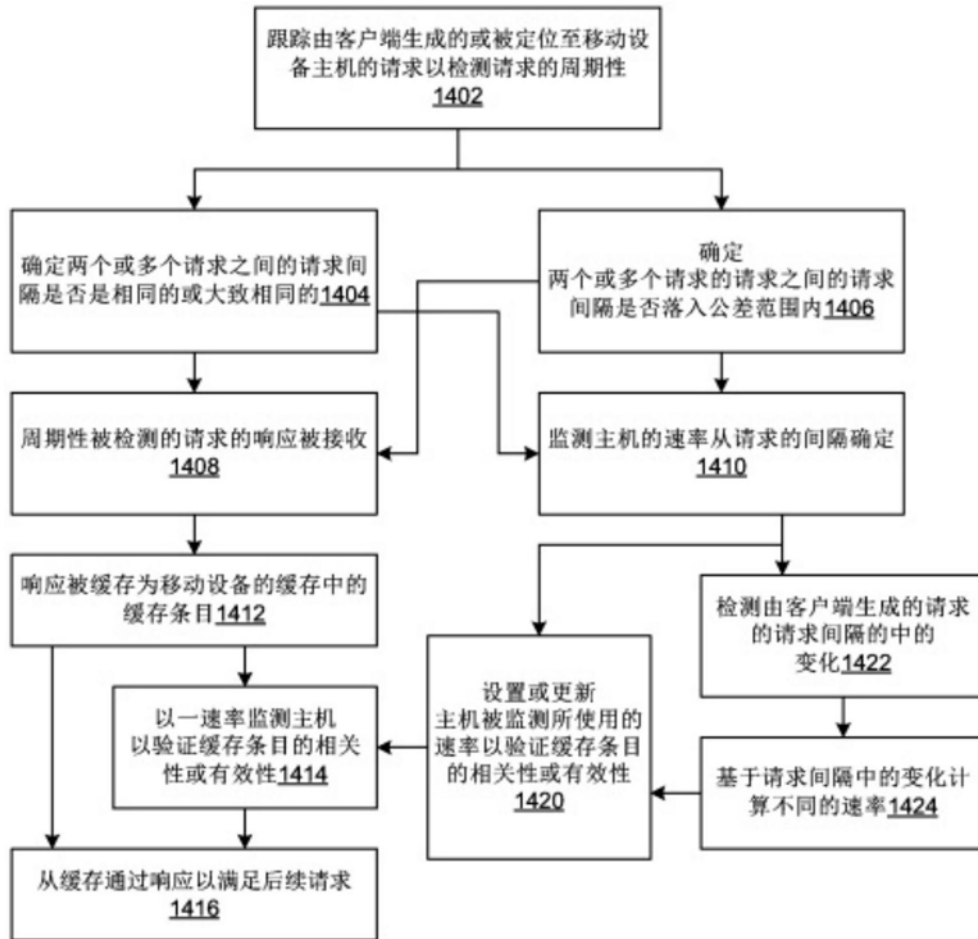 跟踪由客户端生成的或被定位至移动设
备主机的请求以检测请求的周期性
1402
确定两个或多个请求之间的请求间
隔是否是相同的或大致相同的1404
确定
两个或多个请求的请求之间的请求
间隔是否落入公差范围内1406
周期性被检测的请求的响应被接收
1408
监测主机的速率从请求的间隔确定
1410
响应被缓存为移动设备的缓存中的
缓存条目1412
检测由客户端生成的请求
的请求间隔的中的
变化1422
以一速率监测主机
以验证缓存条目的相关
性或有效性1414
设置或更新
主机被监测所使用的
速率以验证缓存条目
的相关性或有效性
1420
基于请求间隔中的变化计
算不同的速率1424
从缓存通过响应以满足后续请求
1416